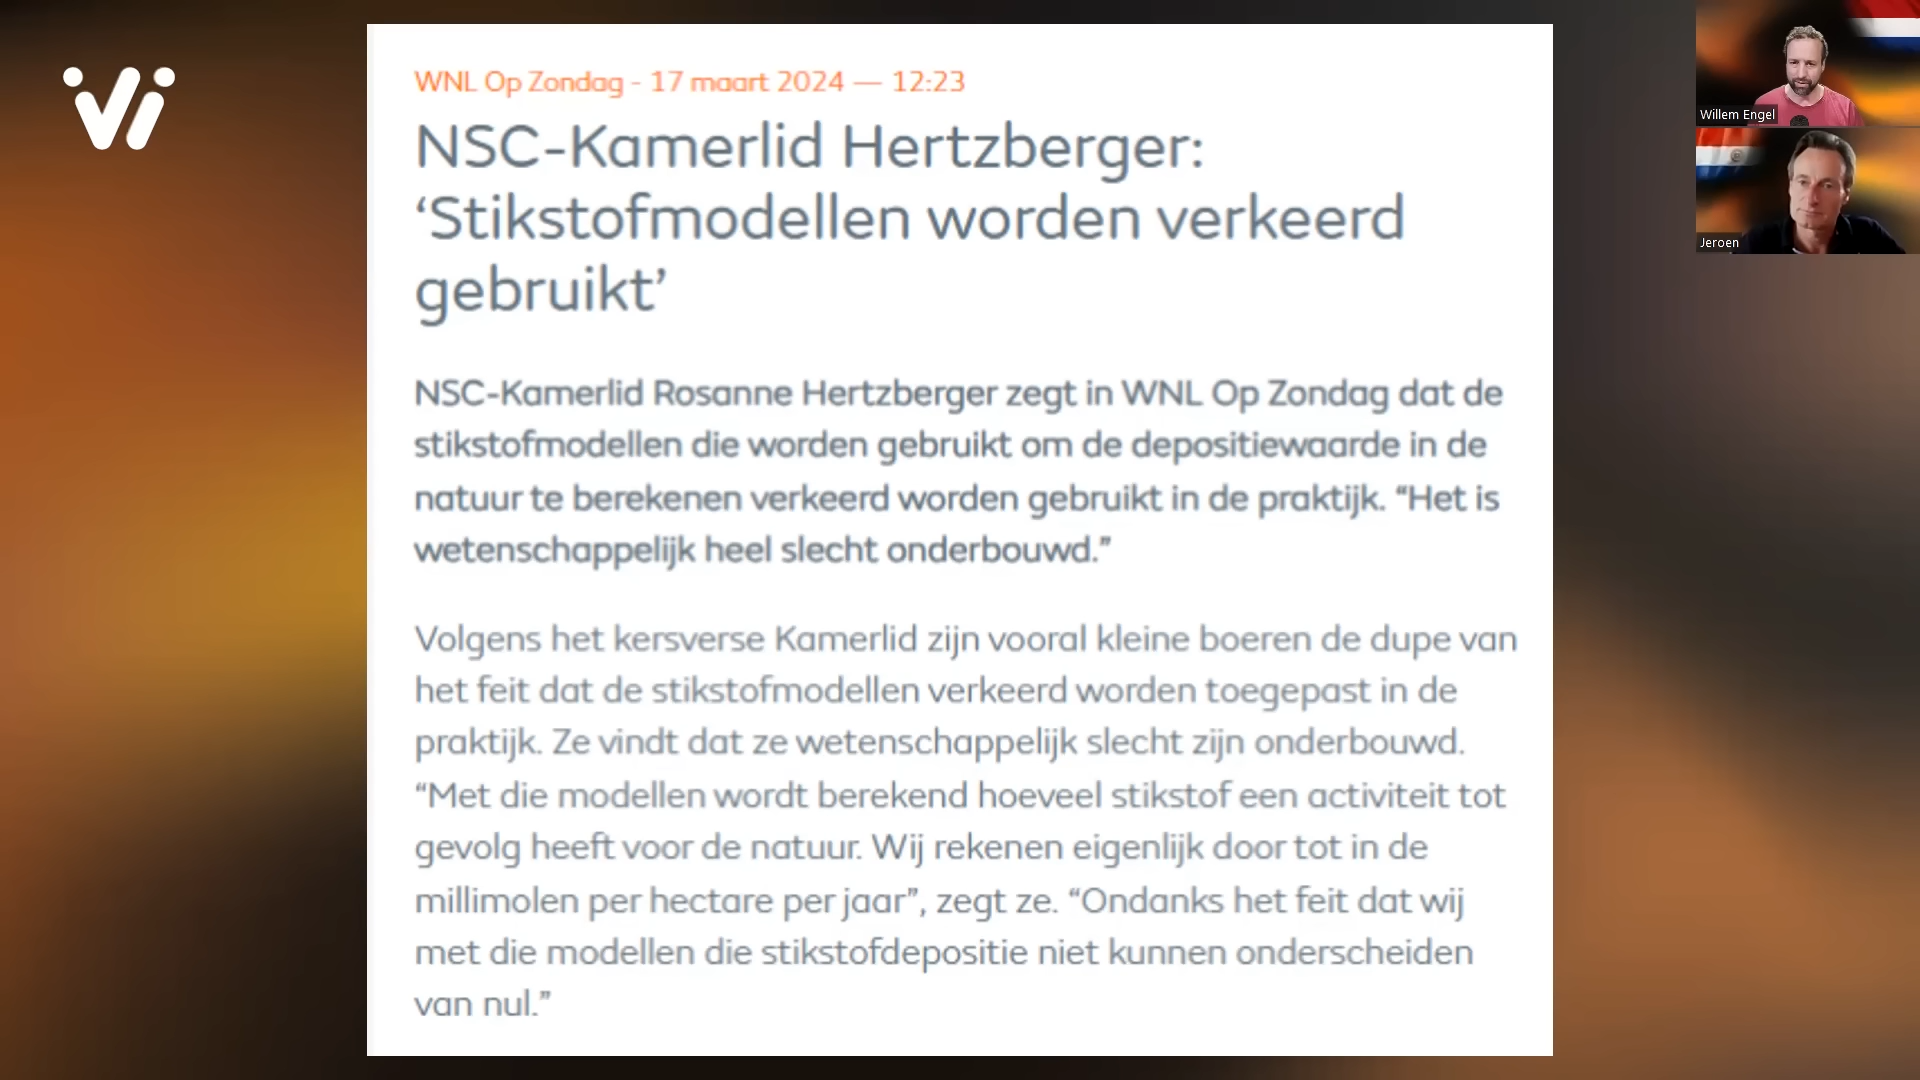 WNL Op Zondag - 17 maart 2024 — 12:23
NSC-Kamerlid Hertzberger:
‘Stikstofmodellen worden verkeerd
gebruikt’
NSC-Kamerlid Rosanne Hertzberger zegt in WNL Op Zondag dat de
stikstofmodellen die worden gebruikt om de depositiewaarde in de
natuur te berekenen verkeerd worden gebruikt in de praktijk. “Het is
wetenschappelijk heel slecht onderbouwd.”
Volgens het kersverse Kamerlid zijn vooral kleine boeren de dupe van
het feit dat de stikstofmodellen verkeerd worden toegepast in de
praktijk. Ze vindt dat ze wetenschappelijk slecht zijn onderbouwd.
“Met die modellen wordt berekend hoeveel stikstof een activiteit tot
gevolg heeft voor de natuur. Wij rekenen eigenlijk door tot in de
millimolen per hectare per jaar”, zegt ze. “Ondanks het feit dat wij
met die modellen die stikstofdepositie niet kunnen onderscheiden
van nul.”
Willem Engel
Jeroen